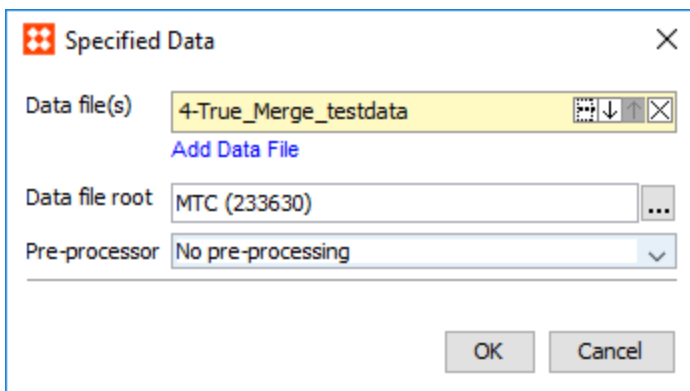 Specified Data
Data file(s) 4-True_Merge_testdata
Add Data File
Data file root MTC (233630) ...
Pre-processor No pre-processing
OK Cancel